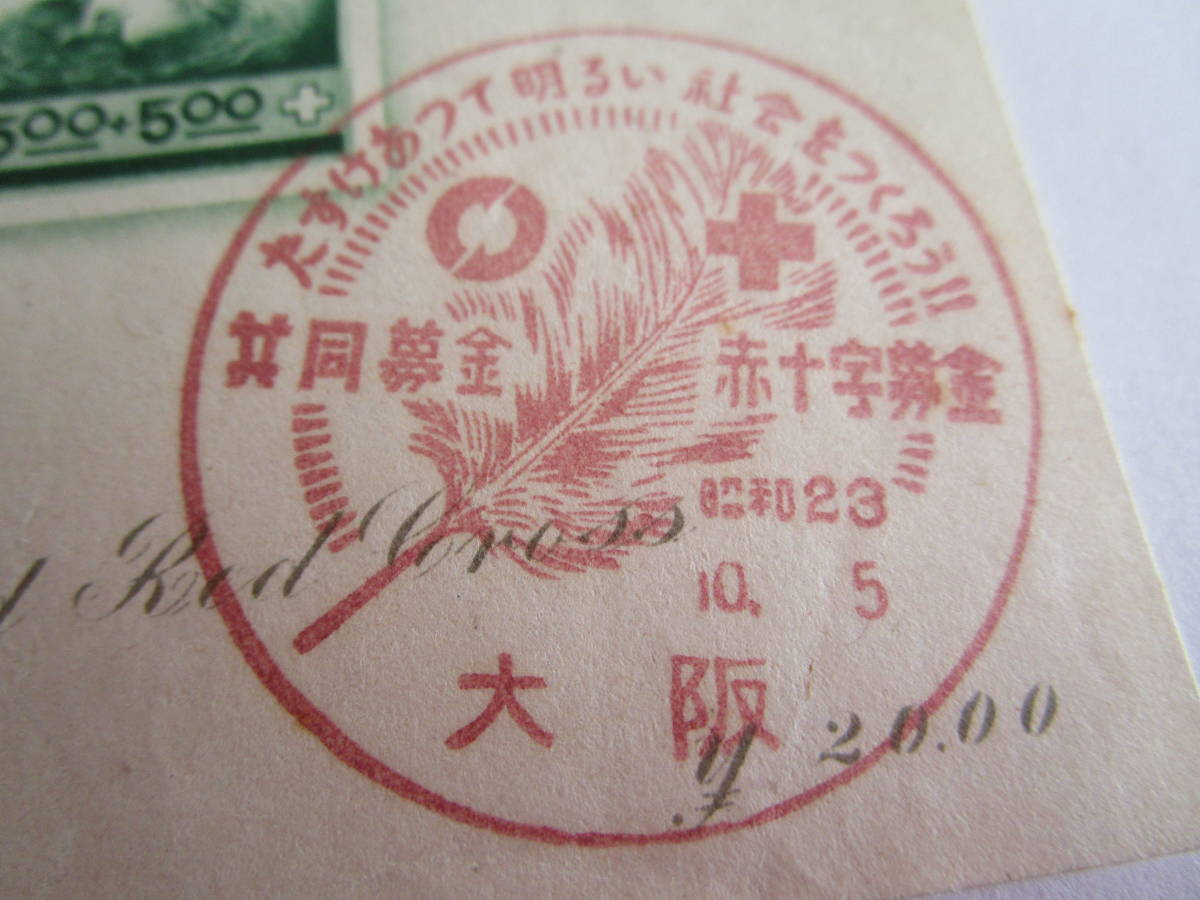 5.00+5.00
たすけあつて明るい社会をつくろう!!
共同募金
赤十字募金
昭和23
10. 5
Red Cross
大阪
¥ 20.00